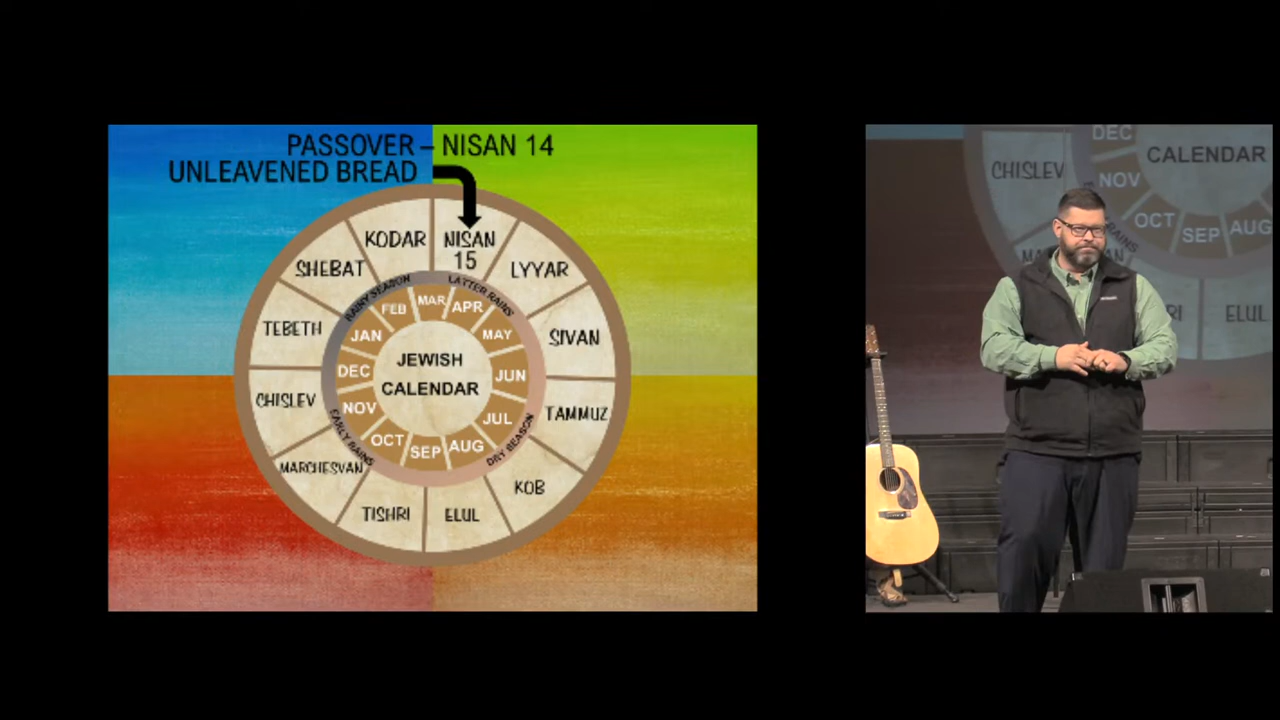 PASSOVER – NISAN 14
UNLEAVENED BREAD
NISAN
15
LYYAR
SIVAN
TAMMUZ
KOB
ELUL
TISHRI
MARCHESVAN
CHISLEV
TEBETH
SHEBAT
KODAR
RAINY SEASON
LATTER RAINS
DRY SEASON
EARLY RAINS
MAR
APR
MAY
JUN
JUL
AUG
SEP
OCT
NOV
DEC
JAN
FEB
JEWISH
CALENDAR
DEC
CALENDAR
CHISLEV
NOV
OCT
SEP
AUG
ELUL